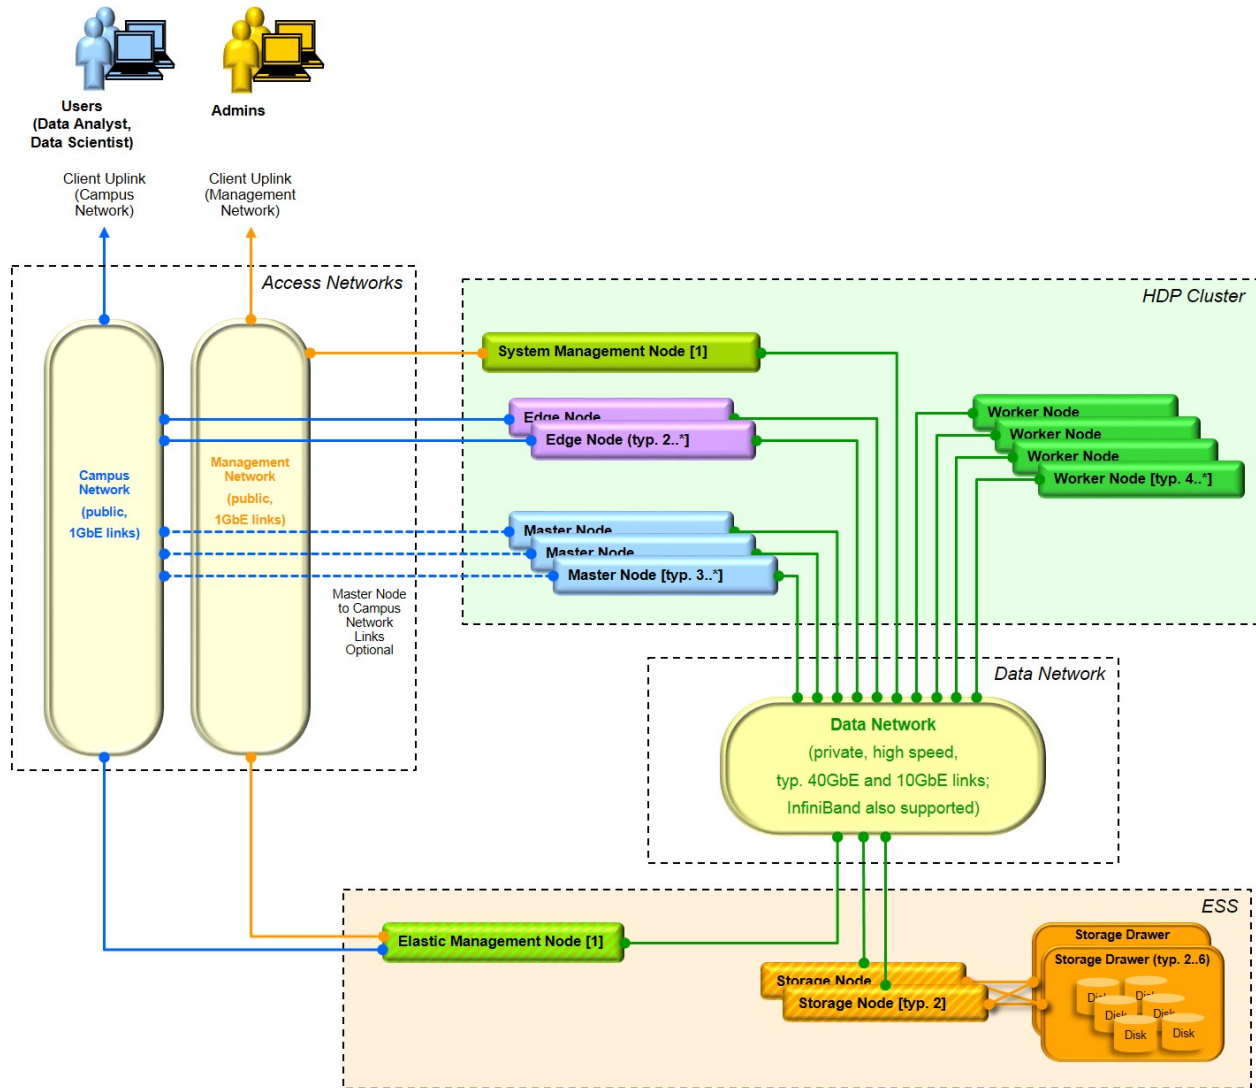 Users
(Data Analyst,
Data Scientist)
Admins
Client Uplink
(Campus
Network)
Client Uplink
(Management
Network)
Access Networks
HDP Cluster
System Management Node [1]
Edge Node
Edge Node (typ. 2..*]
Worker Node
Worker Node
Worker Node
Worker Node [typ. 4..*]
Campus
Network
(public,
1GbE links)
Management
Network
(public,
1GbE links)
Master Node
Master Node
Master Node [typ. 3..*]
Master Node
to Campus
Network
Links
Optional
Data Network
Data Network
(private, high speed,
typ. 40GbE and 10GbE links;
InfiniBand also supported)
ESS
Elastic Management Node [1]
Storage Node
Storage Node [typ. 2]
Storage Drawer
Storage Drawer (typ. 2..6)
Disk
Disk
Disk
Disk
Disk
Disk